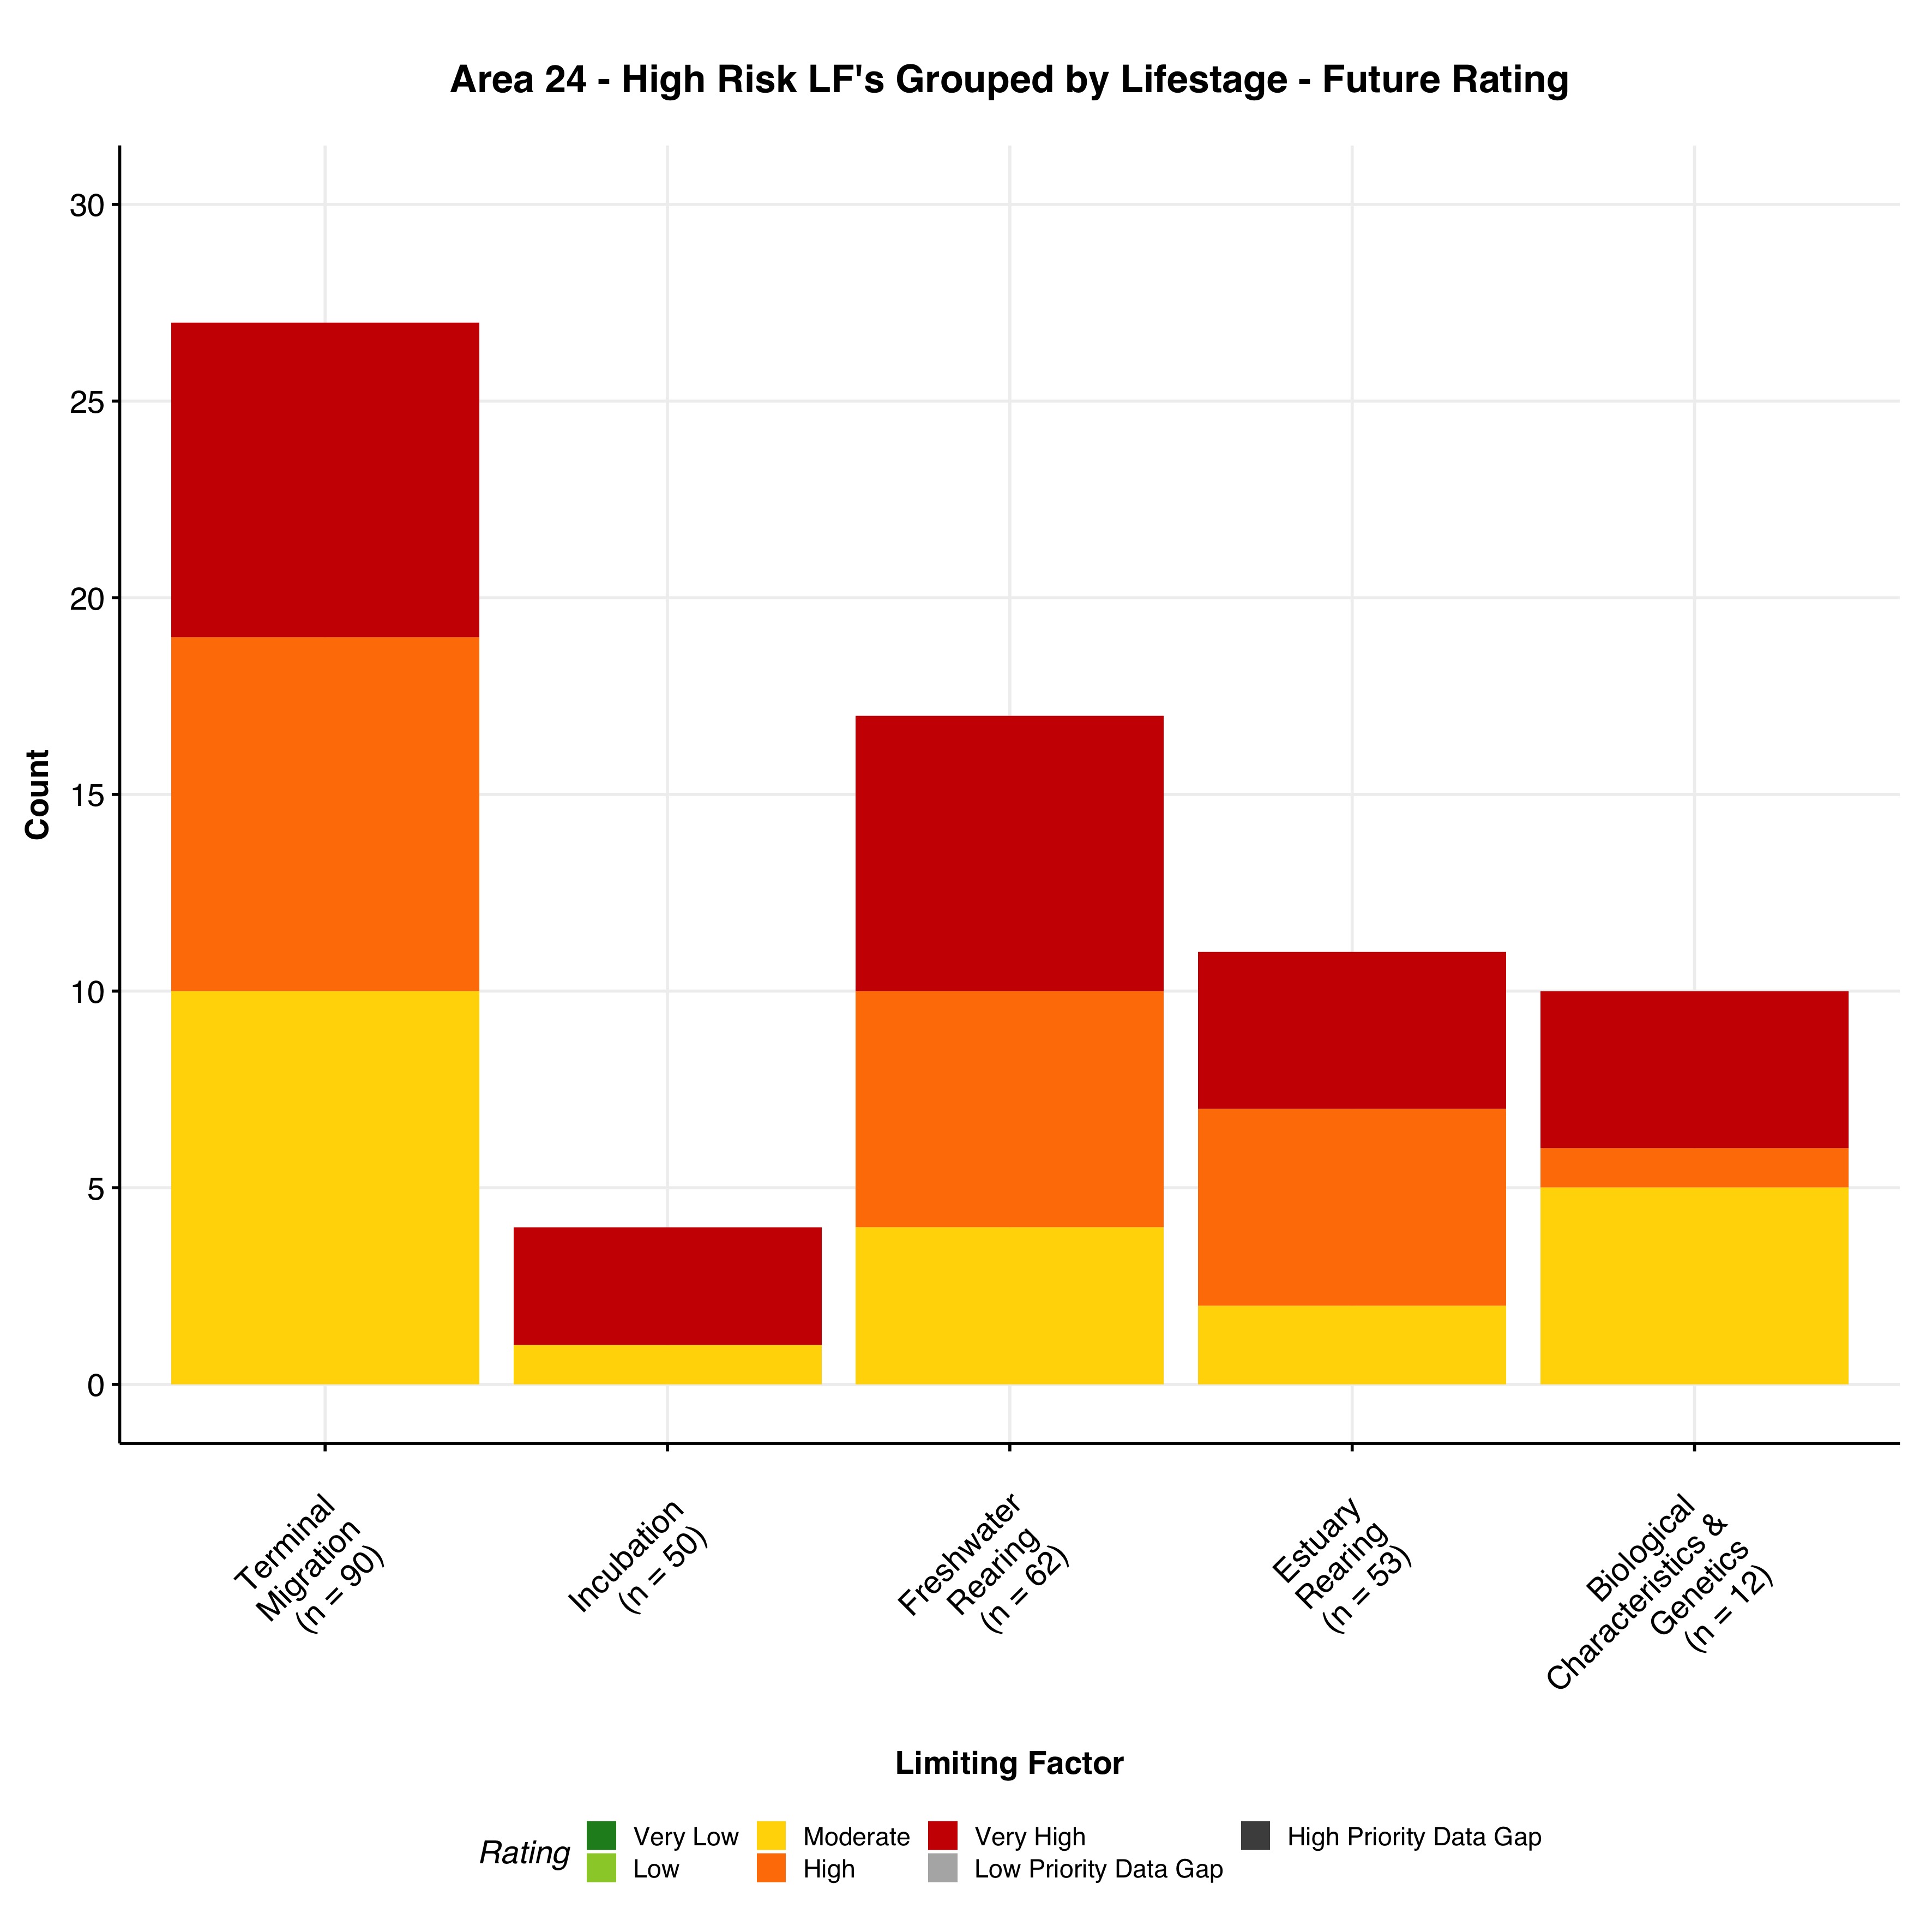 Area 24 - High Risk LF's Grouped by Lifestage - Future Rating
Count
30
25
20
15
10
5
0
Terminal
Migration
(n = 90)
Incubation
(n = 50)
Freshwater
Rearing
(n = 62)
Estuary
Rearing
(n = 53)
Biological
Characteristics &
Genetics
(n = 12)
Limiting Factor
Rating
Very Low
Low
Moderate
High
Very High
Low Priority Data Gap
High Priority Data Gap